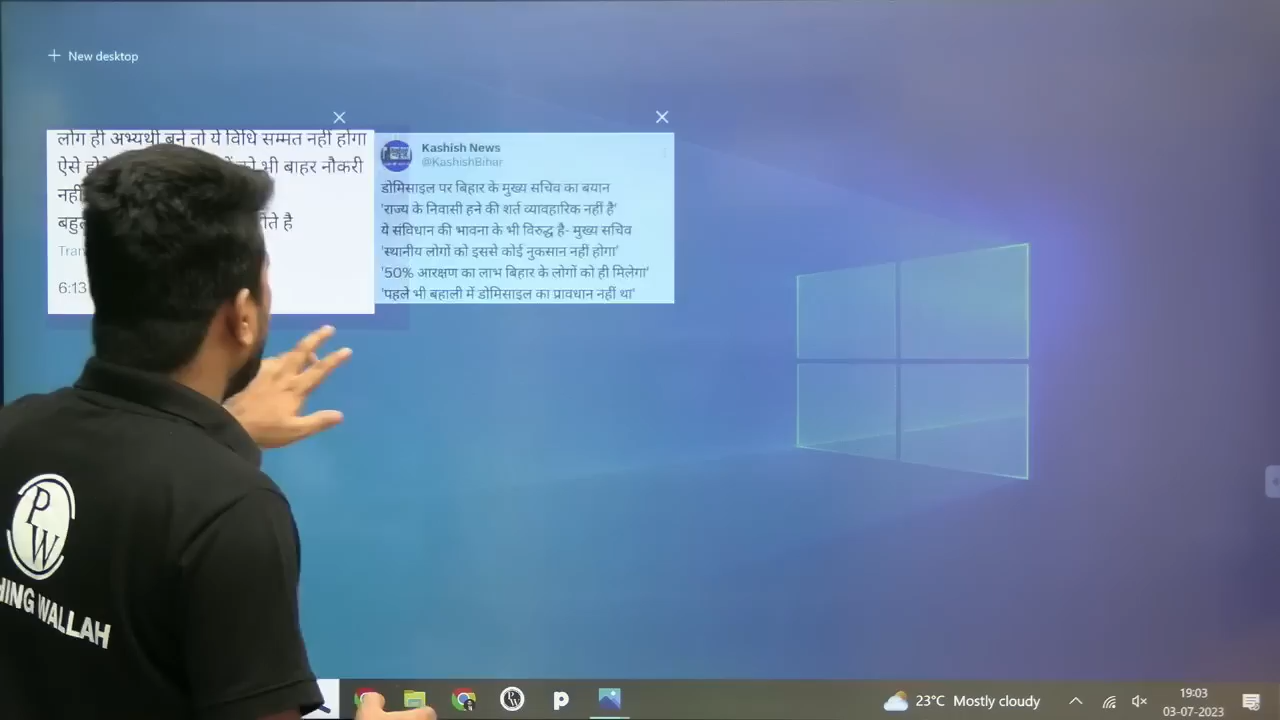 New desktop
लोग ही अभ्यर्थी बने तो ये विधि सम्मत नहीं होगा
ऐसे को भी बाहर नौकरी
नहीं
है
6:13
Kashish News
@KashishBihar
डोमिसाइल पर बिहार के मुख्य सचिव का बयान
'राज्य के निवासी हने की शर्त व्यावहारिक नहीं है'
ये संविधान की भावना के भी विरुद्ध है- मुख्य सचिव
'स्थानीय लोगों को इससे कोई नुकसान नहीं होगा'
'50% आरक्षण का लाभ बिहार के लोगों को ही मिलेगा'
'पहले भी बहाली में डोमिसाइल का प्रावधान नहीं था'
PW
WALLAH
23°C Mostly cloudy
19:03
03-07-2023